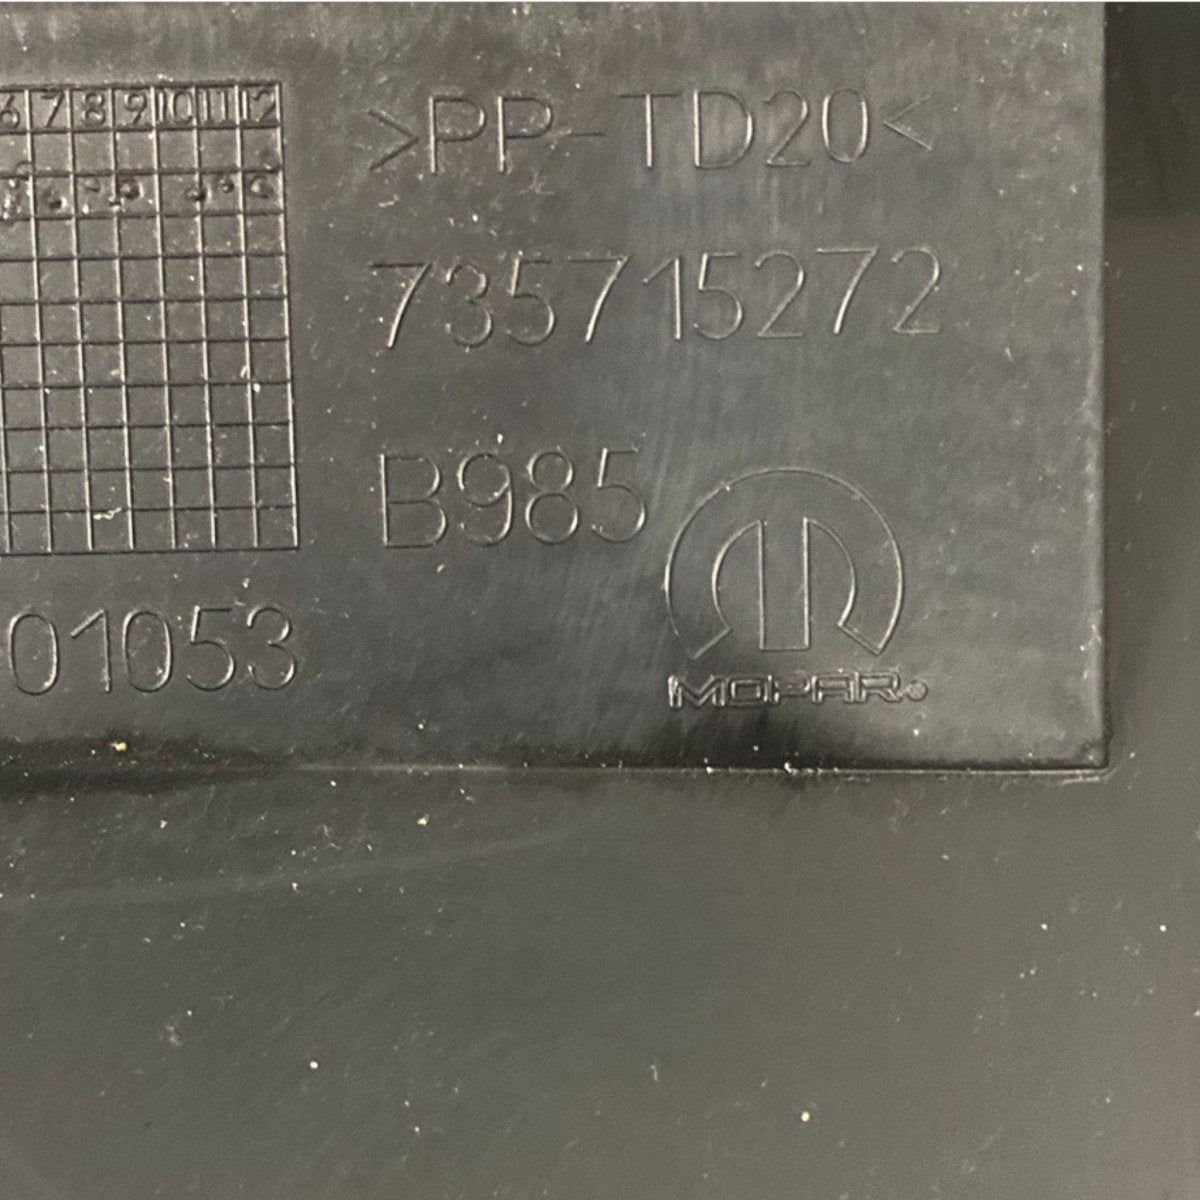 6 7 8 9 10 11 12
>PP-TD20<
735715272
B985
01053
MOPAR